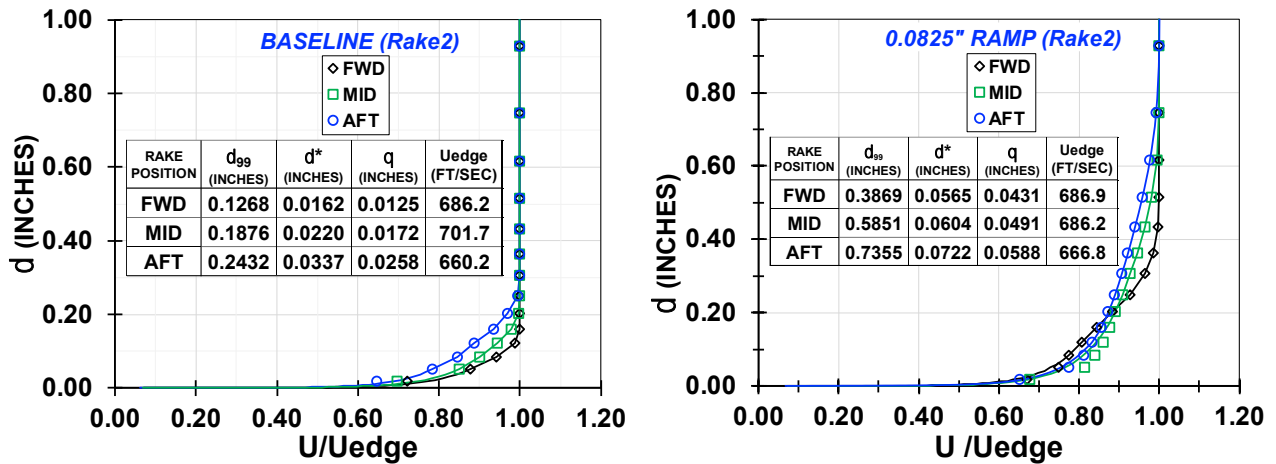 BASELINE (Rake2)
FWD
MID
AFT
RAKE POSITION d99 (INCHES) d* (INCHES) q (INCHES) Uedge (FT/SEC)
FWD 0.1268 0.0162 0.0125 686.2
MID 0.1876 0.0220 0.0172 701.7
AFT 0.2432 0.0337 0.0258 660.2
d (INCHES)
1.00
0.80
0.60
0.40
0.20
0.00
0.00 0.20 0.40 0.60 0.80 1.00 1.20
U/Uedge
0.0825" RAMP (Rake2)
FWD
MID
AFT
RAKE POSITION d99 (INCHES) d* (INCHES) q (INCHES) Uedge (FT/SEC)
FWD 0.3869 0.0565 0.0431 686.9
MID 0.5851 0.0604 0.0491 686.2
AFT 0.7355 0.0722 0.0588 666.8
d (INCHES)
1.00
0.80
0.60
0.40
0.20
0.00
0.00 0.20 0.40 0.60 0.80 1.00 1.20
U /Uedge